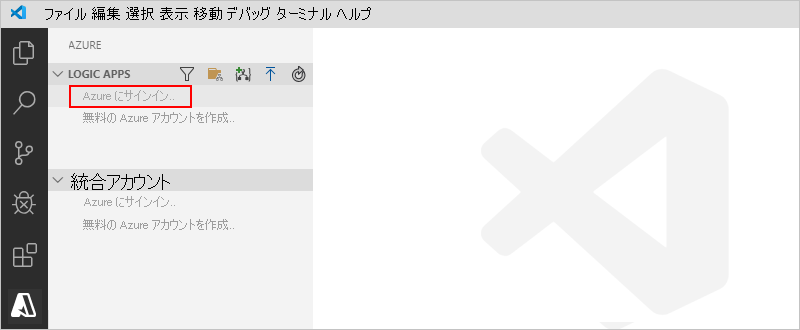 ファイル 編集 選択 表示 移動 デバッグ ターミナル ヘルプ
AZURE
LOGIC APPS
Azure にサインイン..
無料の Azure アカウントを作成..
統合アカウント
Azure にサインイン..
無料の Azure アカウントを作成..